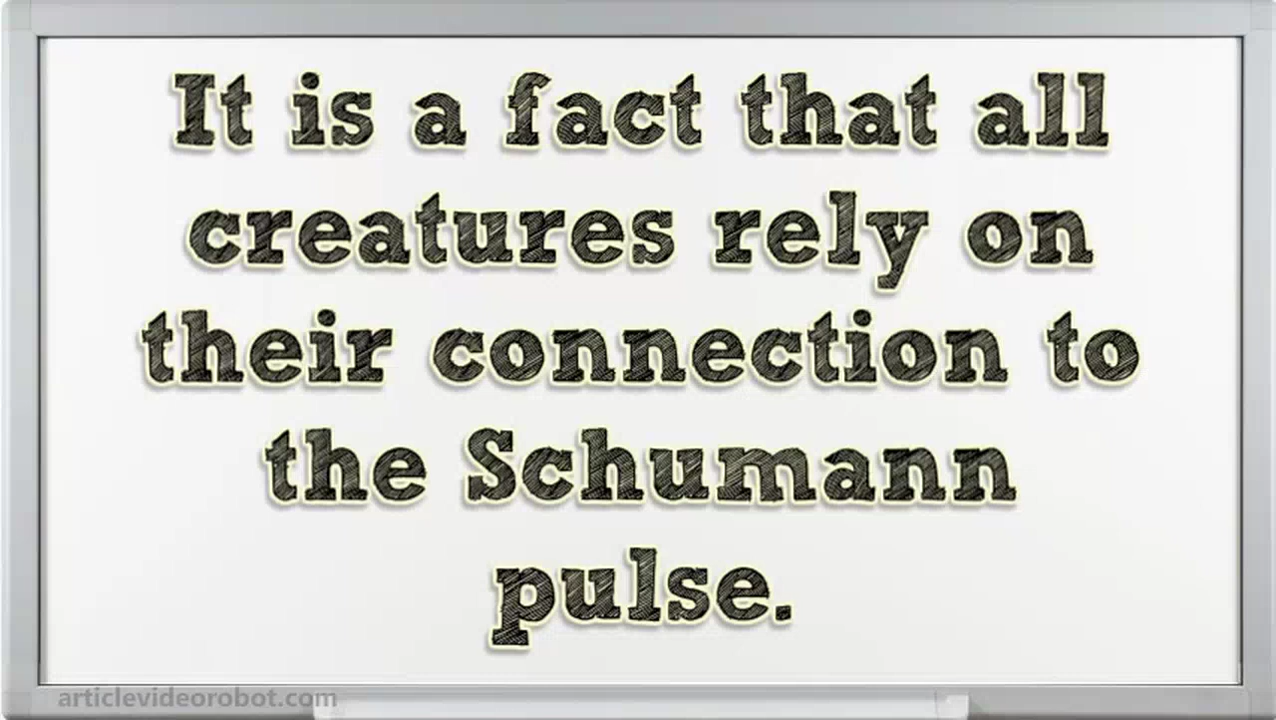 It is a fact that all
creatures rely on
their connection to
the Schumann
pulse.
articlevideorobot.com